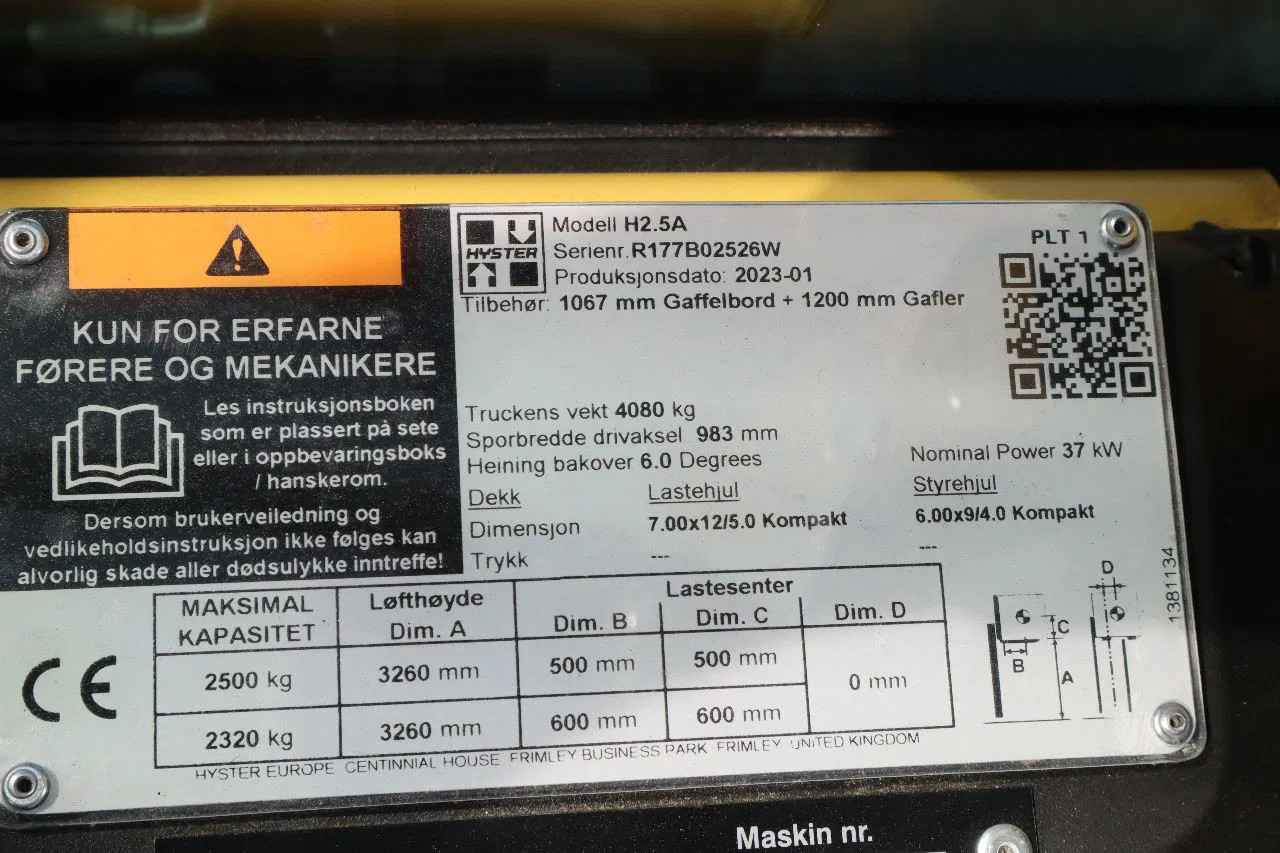 KUN FOR ERFARNE
FØRERE OG MEKANIKERE
Les instruksjonsboken
som er plassert på sete
eller i oppbevaringsboks
/ hanskerom.
Dersom brukerveiledning og
vedlikeholdsinstruksjon ikke følges kan
alvorlig skade aller dødsulykke inntreffe!
HYSTER
Modell H2.5A
Serienr. R177B02526W
Produksjonsdato: 2023-01
Tilbehør: 1067 mm Gaffelbord + 1200 mm Gafler
PLT 1
Truckens vekt 4080 kg
Sporbredde drivaksel 983 mm
Heining bakover 6.0 Degrees
Nominal Power 37 kW
Dekk Lastehjul Styrehjul
Dimensjon 7.00x12/5.0 Kompakt 6.00x9/4.0 Kompakt
Trykk --- ---
MAKSIMAL KAPASITET Løfthøyde Dim. A Lastesenter
Dim. B Dim. C Dim. D
2500 kg 3260 mm 500 mm 500 mm 0 mm
2320 kg 3260 mm 600 mm 600 mm
CE
D
C
B
A
1381134
HYSTER EUROPE CENTINNIAL HOUSE FRIMLEY BUSINESS PARK FRIMLEY UNITED KINGDOM
Maskin nr.